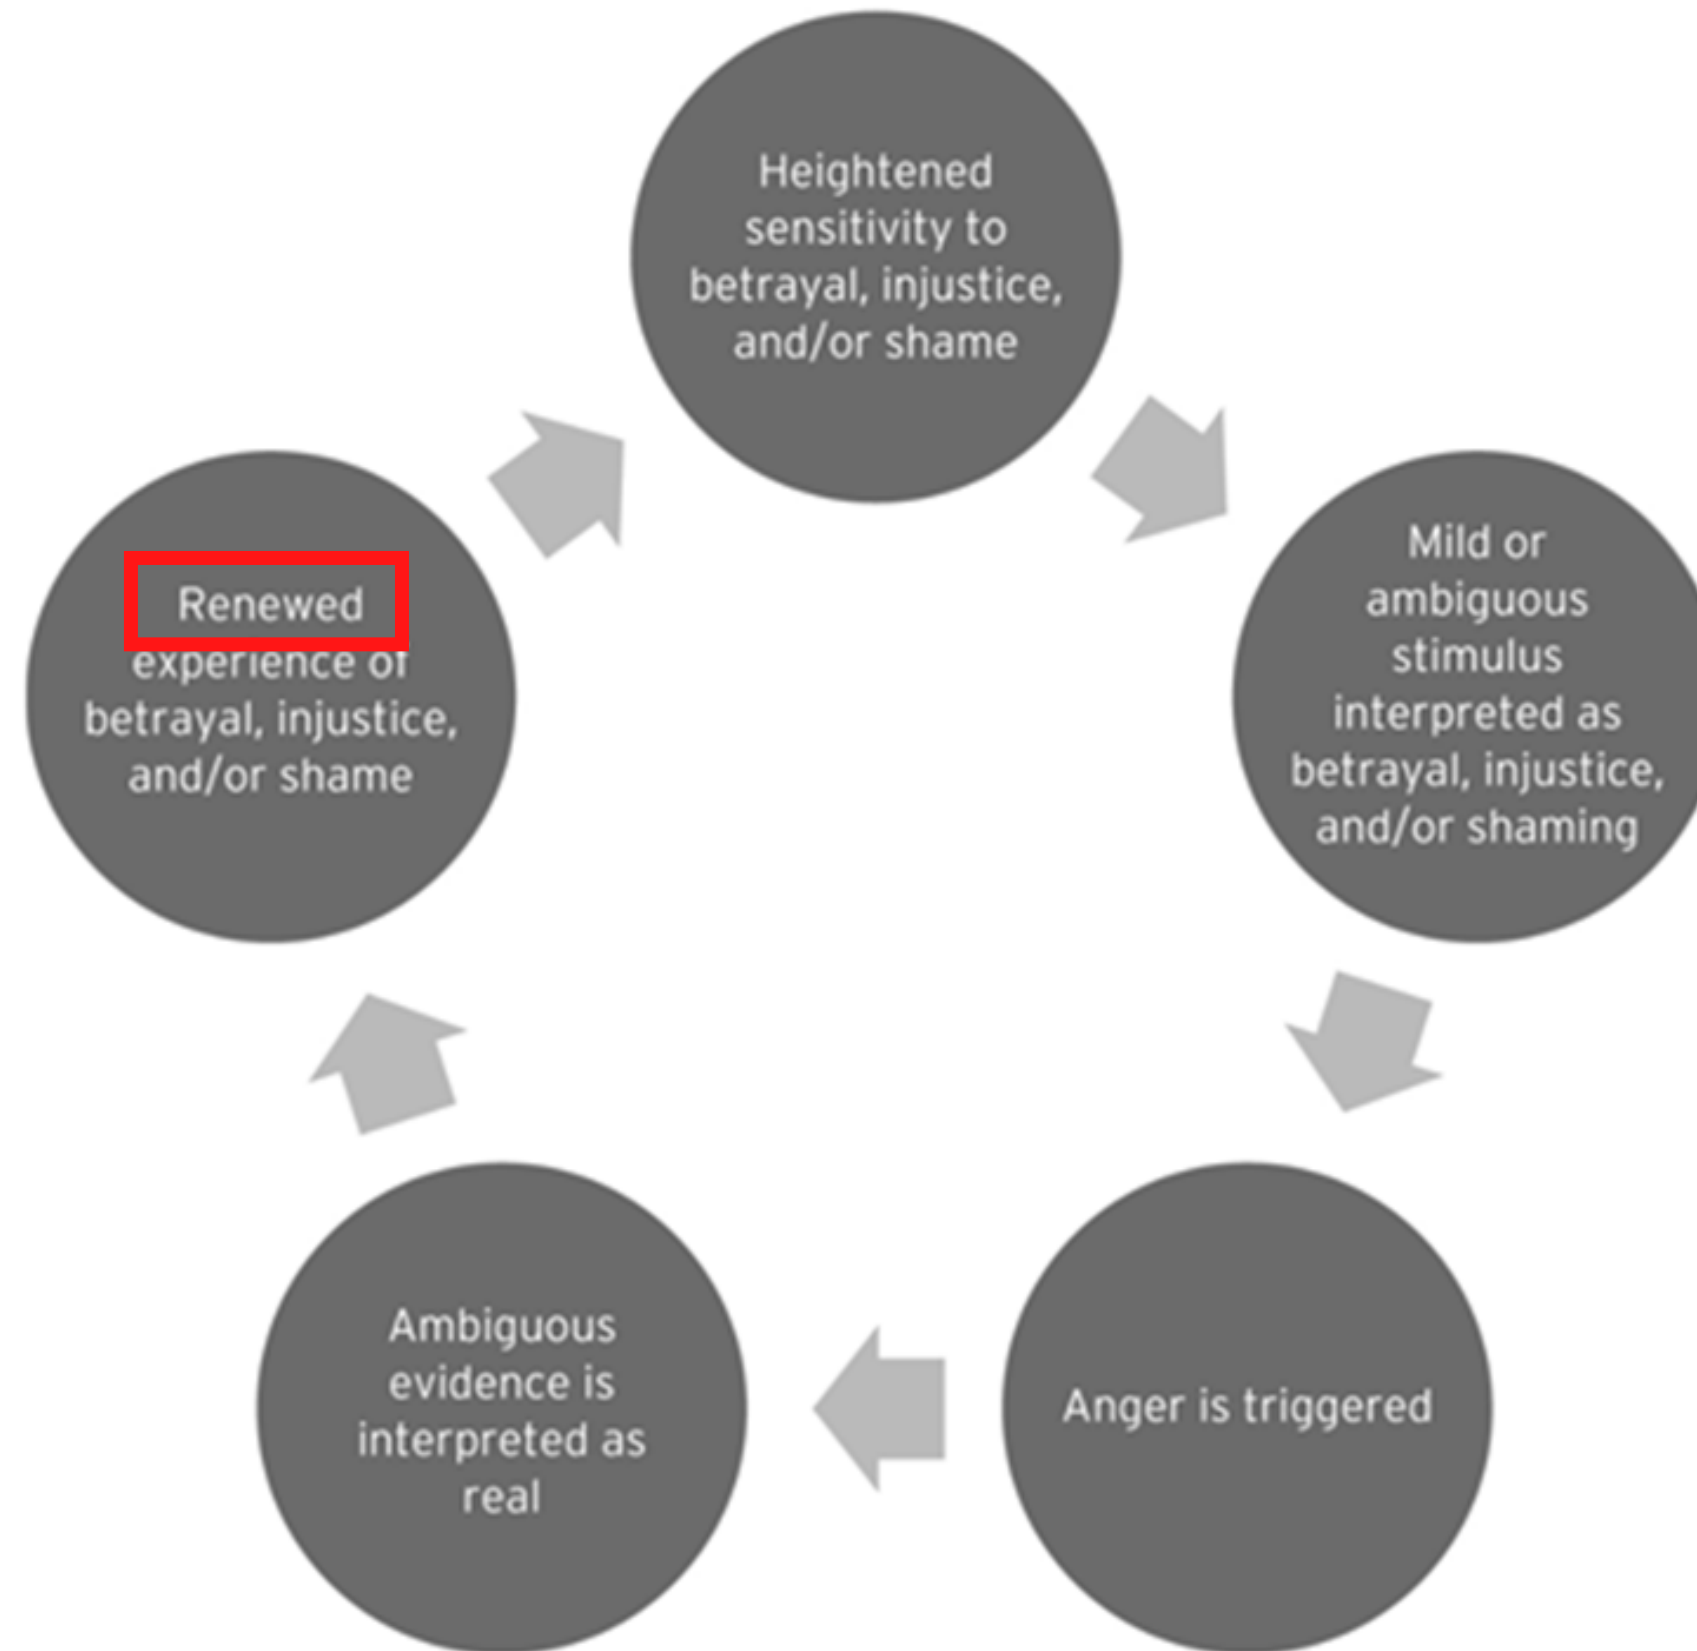 Heightened
sensitivity to
betrayal, injustice,
and/or shame
Mild or
ambiguous
stimulus
interpreted as
betrayal, injustice,
and/or shaming
Anger is triggered
Ambiguous
evidence is
interpreted as
real
Renewed
experience of
betrayal, injustice,
and/or shame